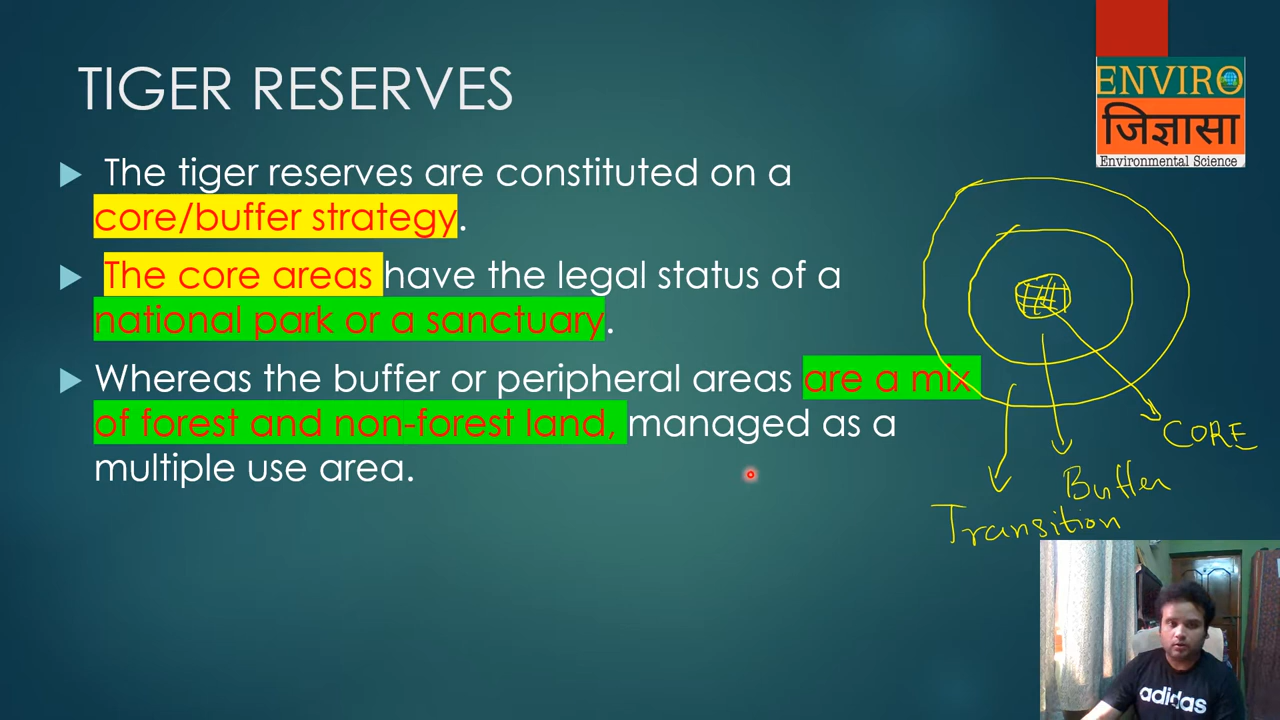 TIGER RESERVES
ENVIRO
जिज्ञासा
Environmental Science
The tiger reserves are constituted on a
core/buffer strategy.
The core areas have the legal status of a
national park or a sanctuary.
Whereas the buffer or peripheral areas are a mix
of forest and non-forest land, managed as a
multiple use area.
CORE
Buffer
Transition
adidas